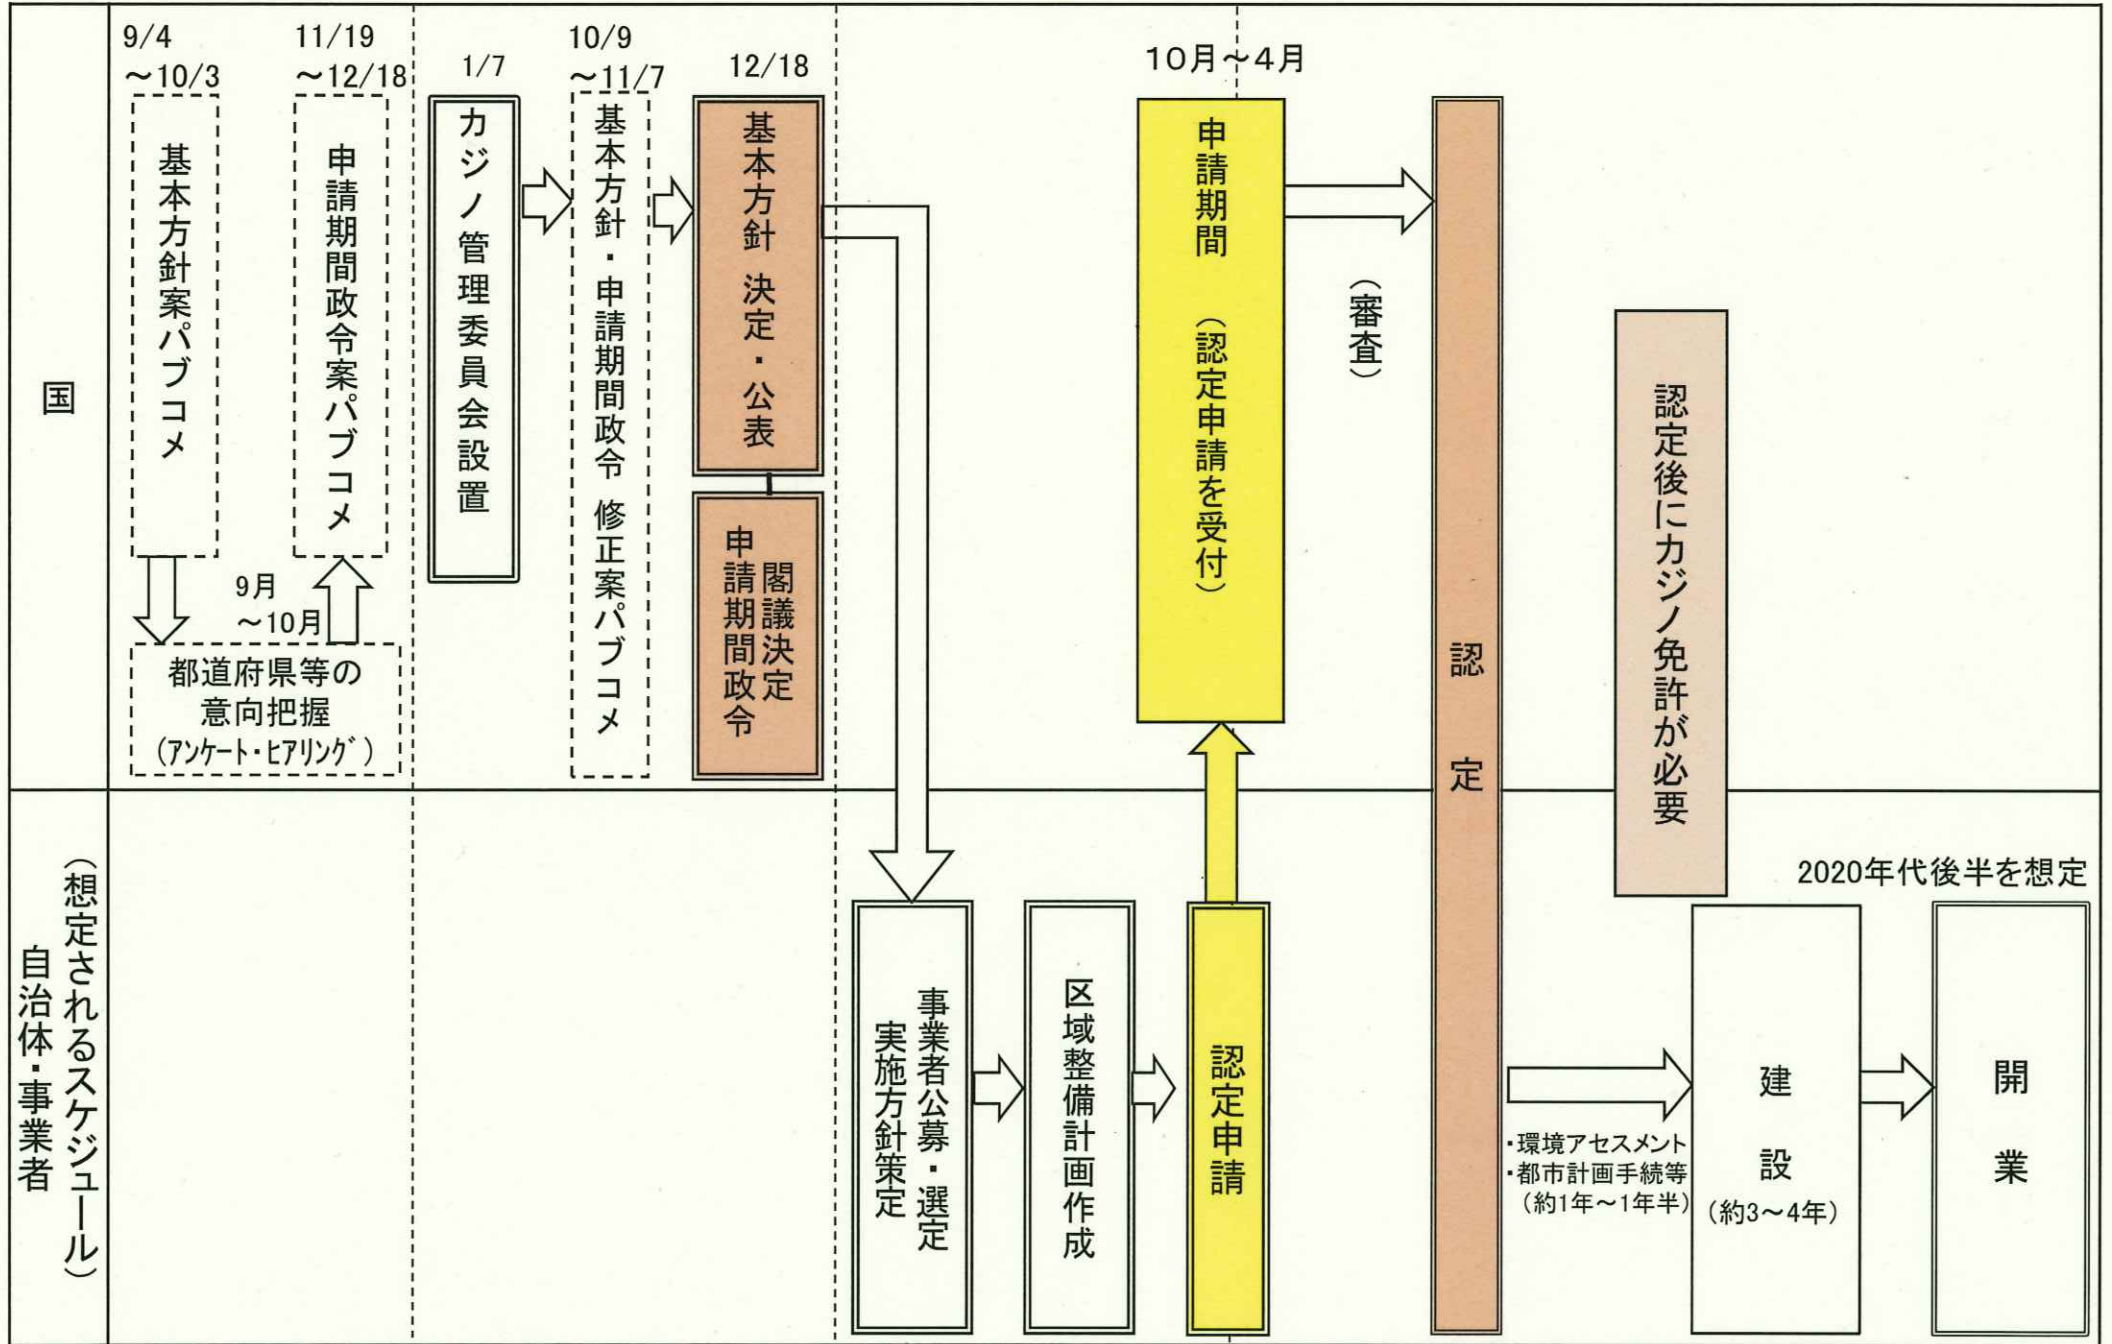 国
9/4
～10/3
基本方針案パブコメ
11/19
～12/18
申請期間政令案パブコメ
9月
～10月
都道府県等の
意向把握
（アンケート・ヒアリング）
1/7
カジノ管理委員会設置
10/9
～11/7
基本方針・申請期間政令 修正案パブコメ
12/18
基本方針 決定・公表
閣議決定
申請期間政令
10月～4月
申請期間 （認定申請を受付）
（審査）
認定
認定後にカジノ免許が必要
（想定されるスケジュール）
自治体・事業者
事業者公募・選定
実施方針策定
区域整備計画作成
認定申請
・環境アセスメント
・都市計画手続等
（約1年～1年半）
建設
（約3～4年）
2020年代後半を想定
開業